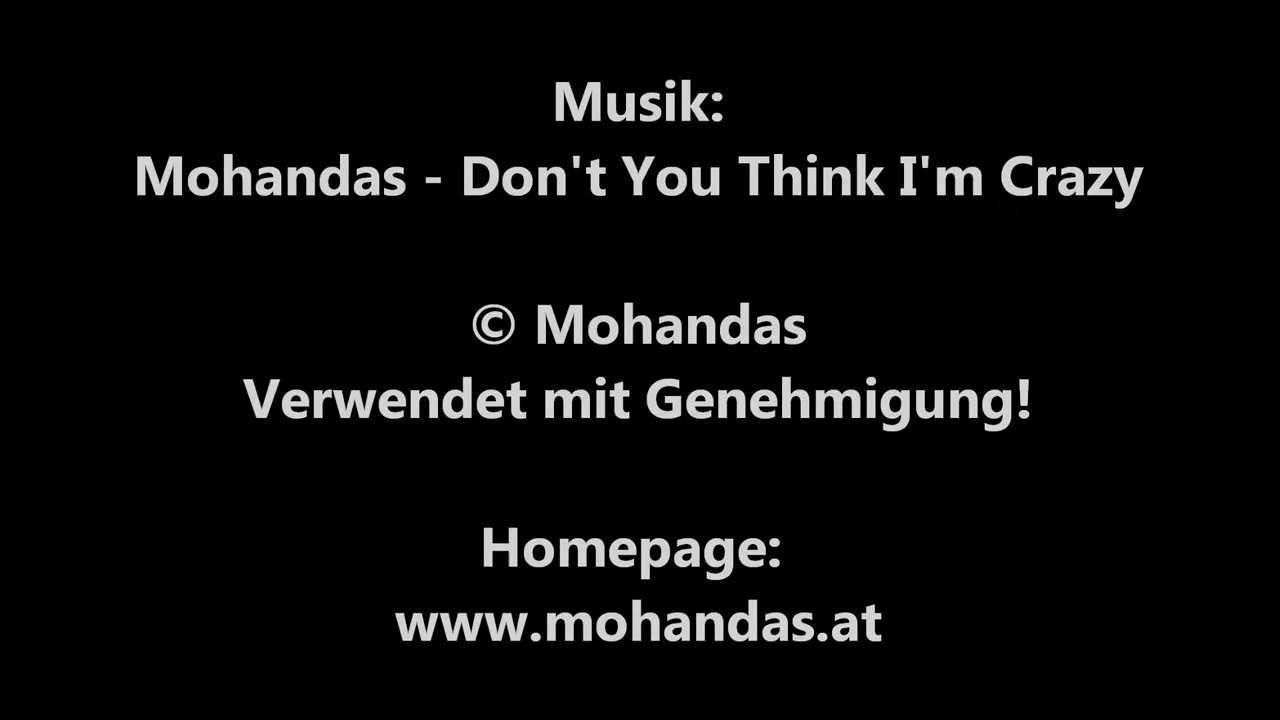 Musik:
Mohandas - Don't You Think I'm Crazy
© Mohandas
Verwendet mit Genehmigung!
Homepage:
www.mohandas.at